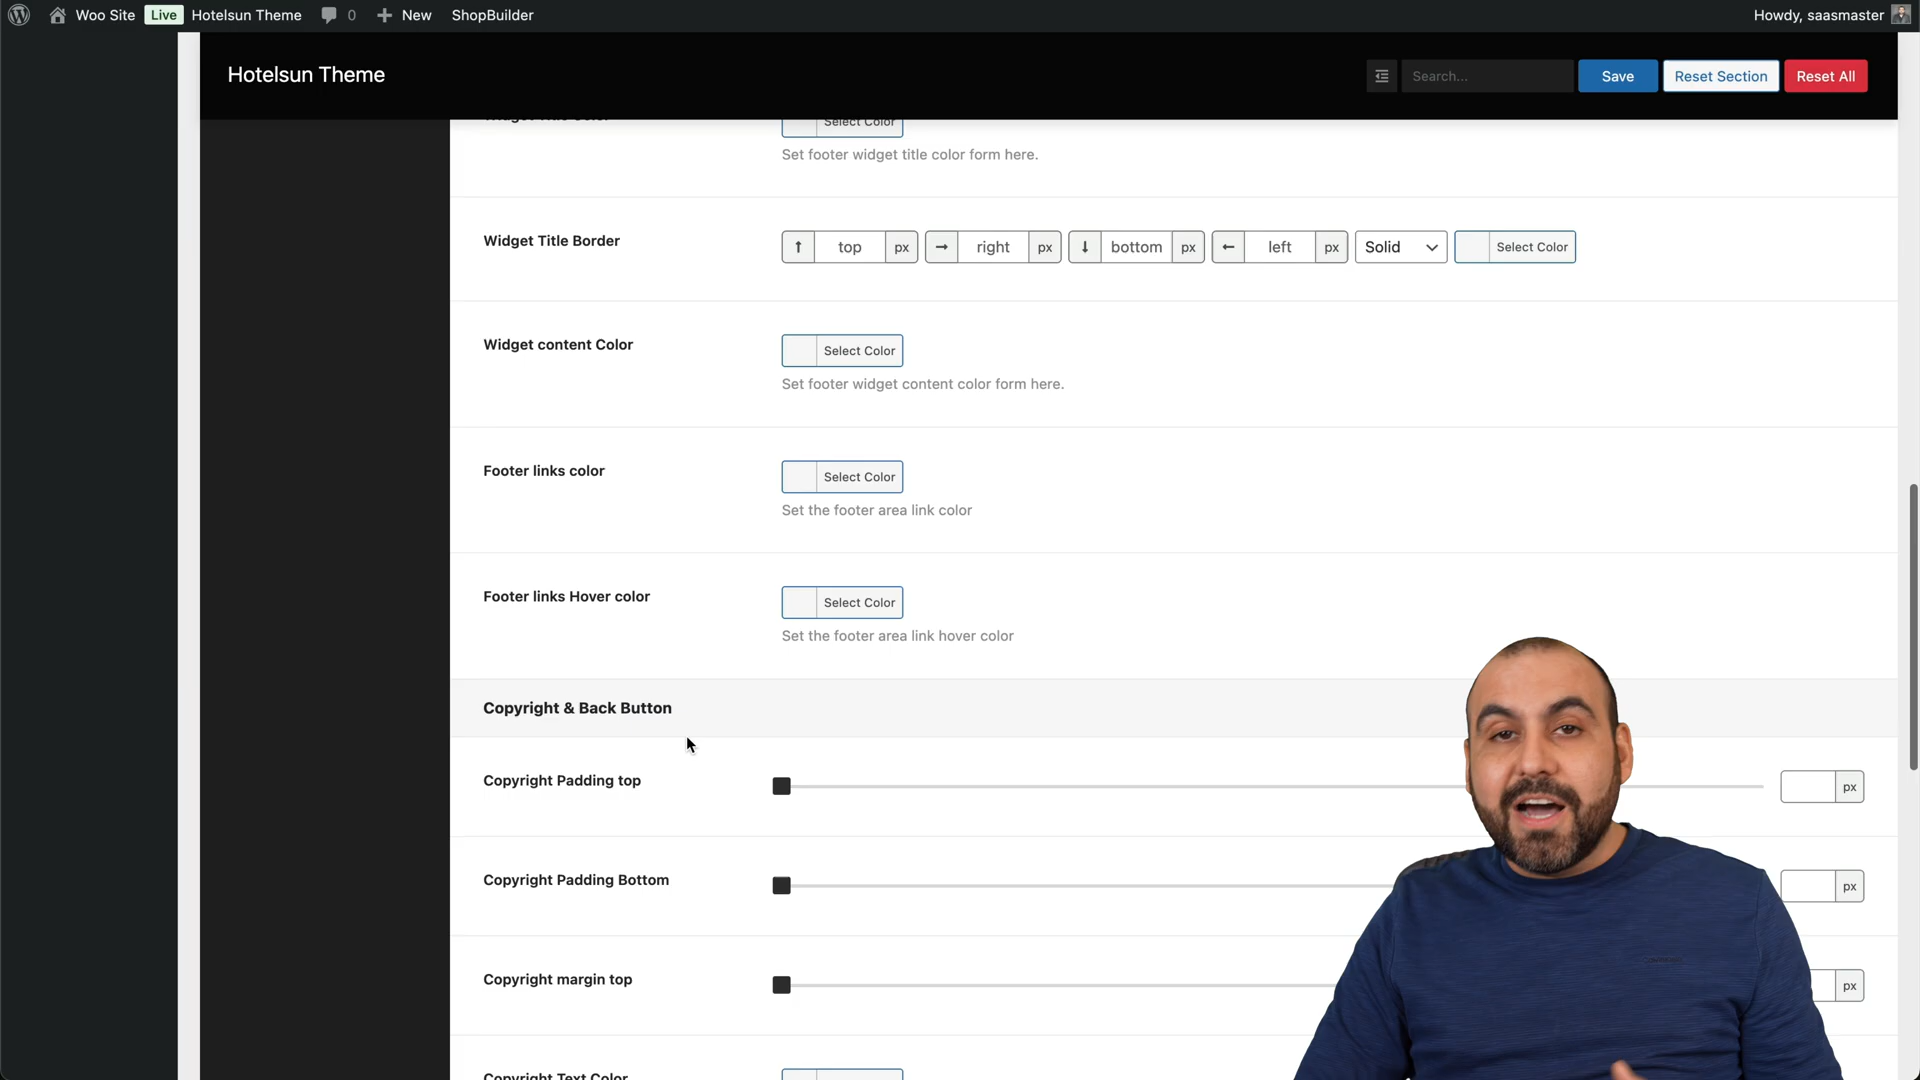 Woo Site Live Hotelsun Theme 0 New ShopBuilder Howdy, saasmaster
Hotelsun Theme Search... Save Reset Section Reset All
Widget Title Color Select Color
Set footer widget title color form here.
Widget Title Border top px right px bottom px left px Solid Select Color
Widget content Color Select Color
Set footer widget content color form here.
Footer links color Select Color
Set the footer area link color
Footer links Hover color Select Color
Set the footer area link hover color
Copyright & Back Button
Copyright Padding top px
Copyright Padding Bottom px
Copyright margin top px
Copyright Text Color